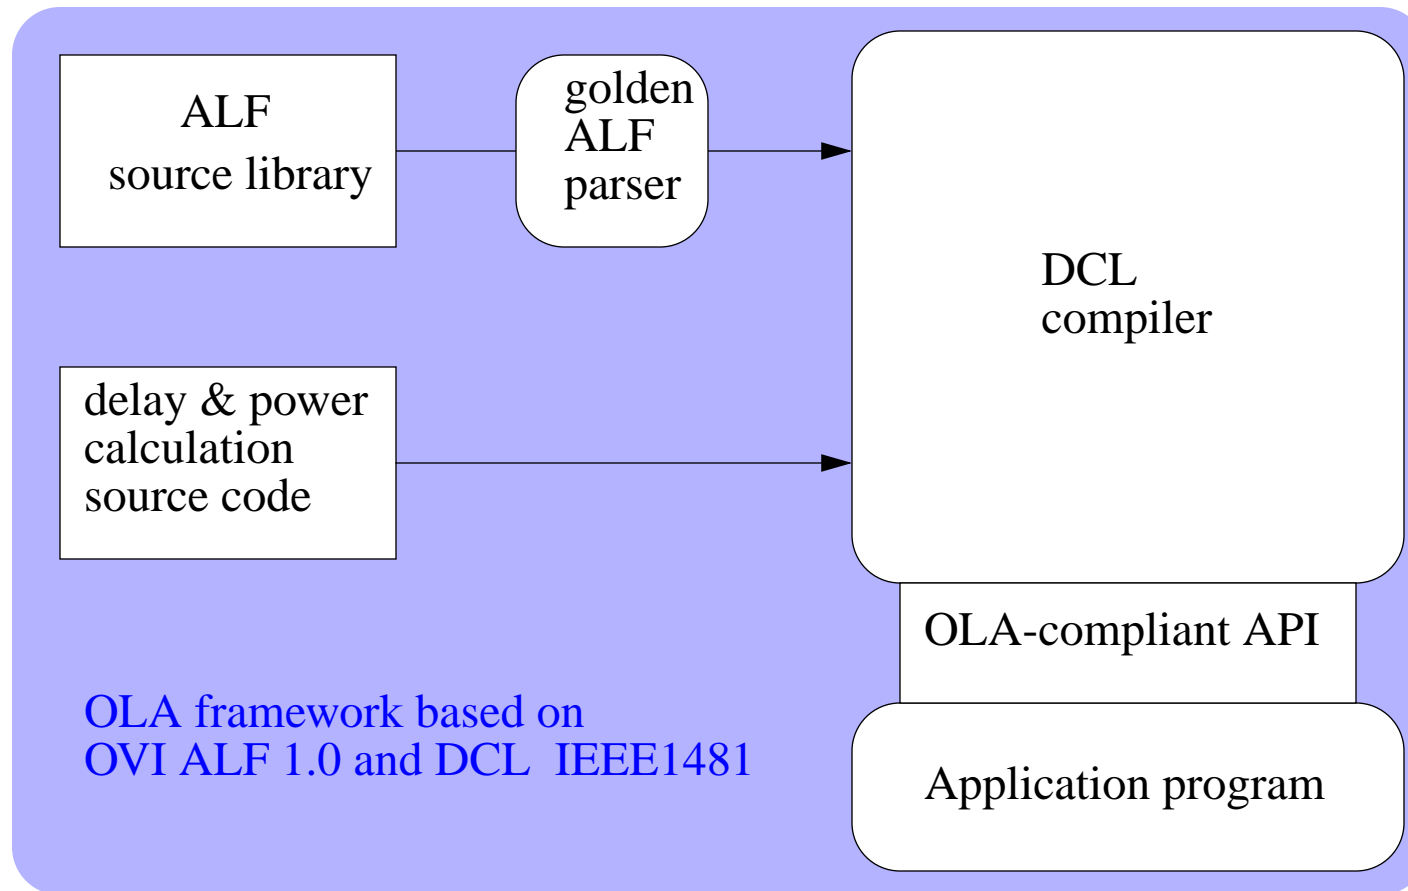 ALF
source library
golden
ALF
parser
DCL
compiler
delay & power
calculation
source code
OLA-compliant API
OLA framework based on
OVI ALF 1.0 and DCL  IEEE1481
Application program